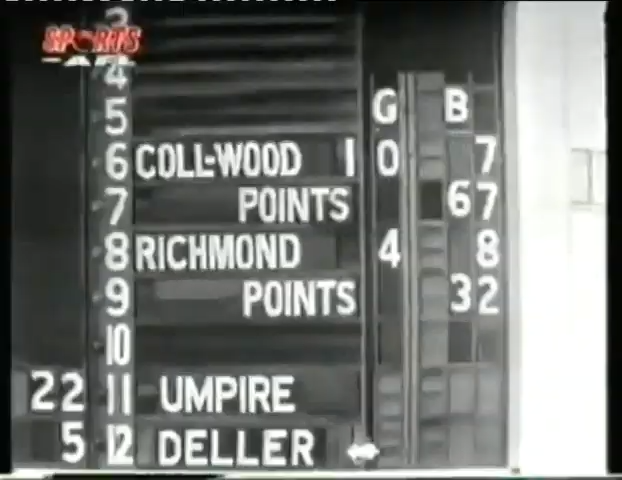 3
SPORTS
4
5 G B
6 COLL-WOOD 10 7
7 POINTS 67
8 RICHMOND 4 8
9 POINTS 32
10
22 11 UMPIRE
5 12 DELLER